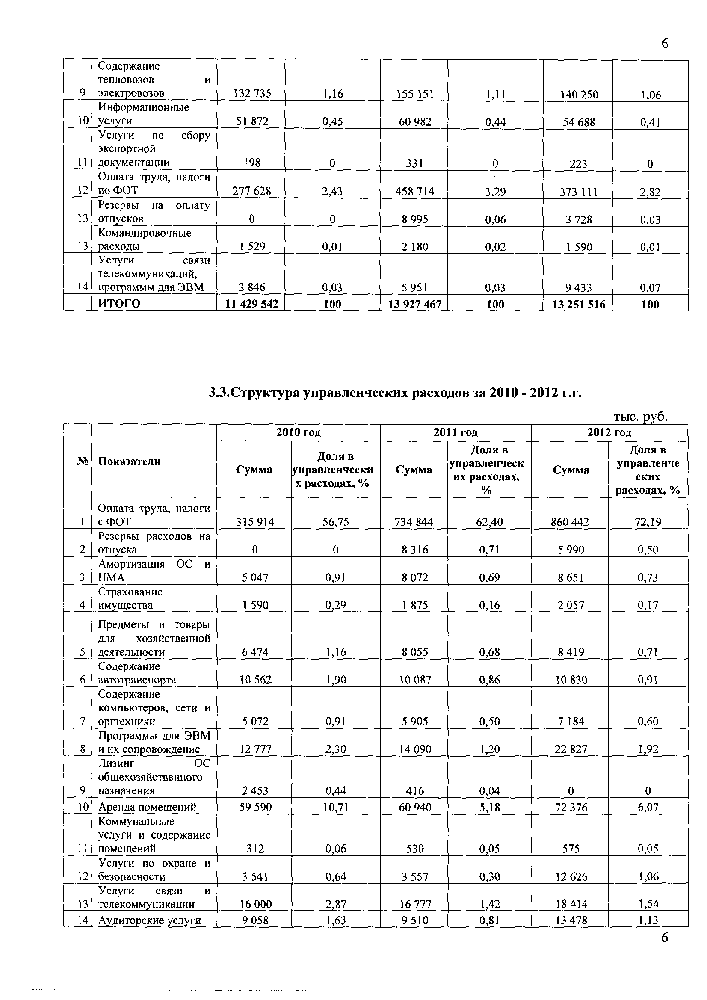 6
Содержание
тепловозов и
9 электровозов 132 735 1,16 155 151 1,11 140 250 1,06
Информационные
10 услуги 51 872 0,45 60 982 0,44 54 688 0,41
Услуги по сбору
экспортной
11 документации 198 0 331 0 223 0
Оплата труда, налоги
12 по ФОТ 277 628 2,43 458 714 3,29 373 111 2,82
Резервы на оплату
13 отпусков 0 0 8 995 0,06 3 728 0,03
Командировочные
13 расходы 1 529 0,01 2 180 0,02 1 590 0,01
Услуги связи
телекоммуникаций,
14 программы для ЭВМ 3 846 0,03 5 951 0,03 9 433 0,07
ИТОГО 11 429 542 100 13 927 467 100 13 251 516 100
3.3.Структура управленческих расходов за 2010 - 2012 г.г.
тыс. руб.
№ Показатели 2010 год 2011 год 2012 год
Сумма
Доля в
управленчески
х расходах, %
Сумма
Доля в
управленческ
их расходах,
%
Сумма
Доля в
управленче
ских
расходах, %
Оплата труда, налоги
1 с ФОТ 315 914 56,75 734 844 62,40 860 442 72,19
Резервы расходов на
2 отпуска 0 0 8 316 0,71 5 990 0,50
Амортизация ОС и
3 НМА 5 047 0,91 8 072 0,69 8 651 0,73
Страхование
4 имущества 1 590 0,29 1 875 0,16 2 057 0,17
Предметы и товары
для хозяйственной
5 деятельности 6 474 1,16 8 055 0,68 8 419 0,71
Содержание
6 автотранспорта 10 562 1,90 10 087 0,86 10 830 0,91
Содержание
компьютеров, сети и
7 оргтехники 5 072 0,91 5 905 0,50 7 184 0,60
Программы для ЭВМ
8 и их сопровождение 12 777 2,30 14 090 1,20 22 827 1,92
Лизинг ОС
общехозяйственного
9 назначения 2 453 0,44 416 0,04 0 0
10 Аренда помещений 59 590 10,71 60 940 5,18 72 376 6,07
Коммунальные
услуги и содержание
11 помещений 312 0,06 530 0,05 575 0,05
Услуги по охране и
12 безопасности 3 541 0,64 3 557 0,30 12 626 1,06
Услуги связи и
13 телекоммуникации 16 000 2,87 16 777 1,42 18 414 1,54
14 Аудиторские услуги 9 058 1,63 9 510 0,81 13 478 1,13
6